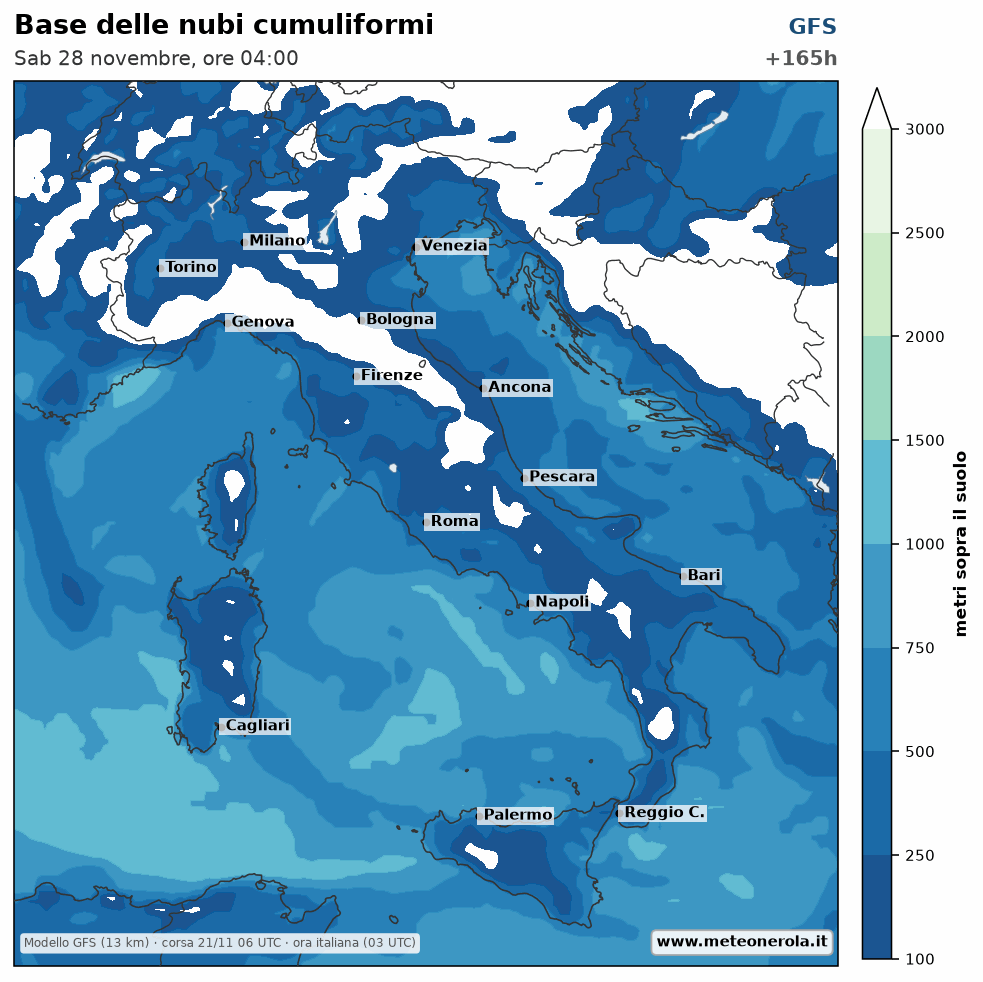 Base delle nubi cumuliformi
GFS
Sab 28 novembre, ore 04:00
+165h
Milano
Venezia
Torino
Genova
Bologna
Firenze
Ancona
Pescara
Roma
Bari
Napoli
Cagliari
Palermo
Reggio C.
3000
2500
2000
1500
1000
750
500
250
100
metri sopra il suolo
Modello GFS (13 km) · corsa 21/11 06 UTC · ora italiana (03 UTC)
www.meteonerola.it